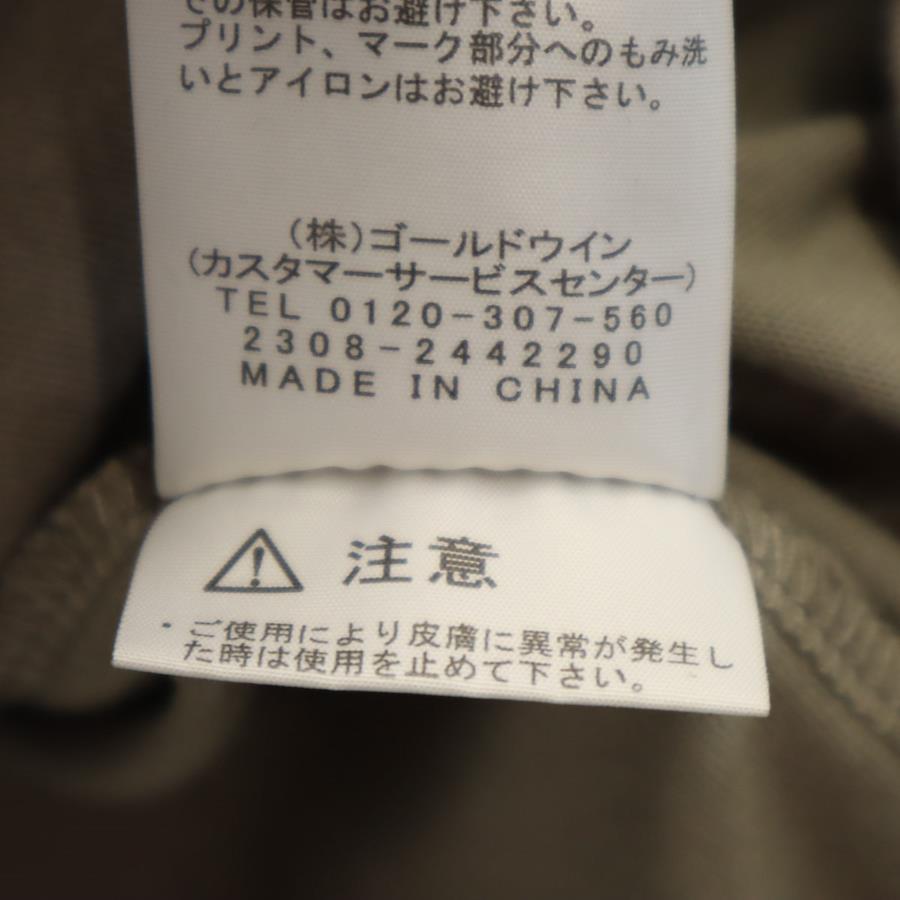 での保管はお避け下さい。
プリント、マーク部分へのもみ洗
いとアイロンはお避け下さい。
(株)ゴールドウイン
(カスタマーサービスセンター)
TEL 0120-307-560
2308-2442290
MADE IN CHINA
注意
・ご使用により皮膚に異常が発生し
た時は使用を止めて下さい。